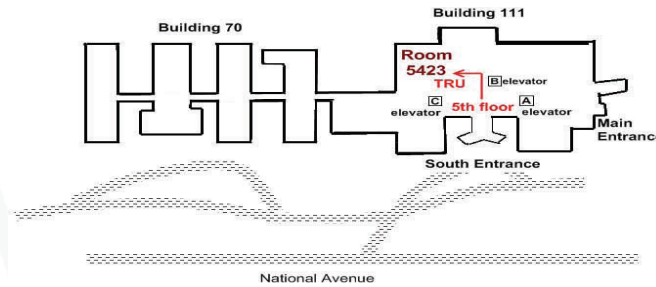 Building 111
Building 70
Room
5423
TRU
B elevator
C
elevator
5th floor
A
elevator
Main
Entrance
South Entrance
National Avenue